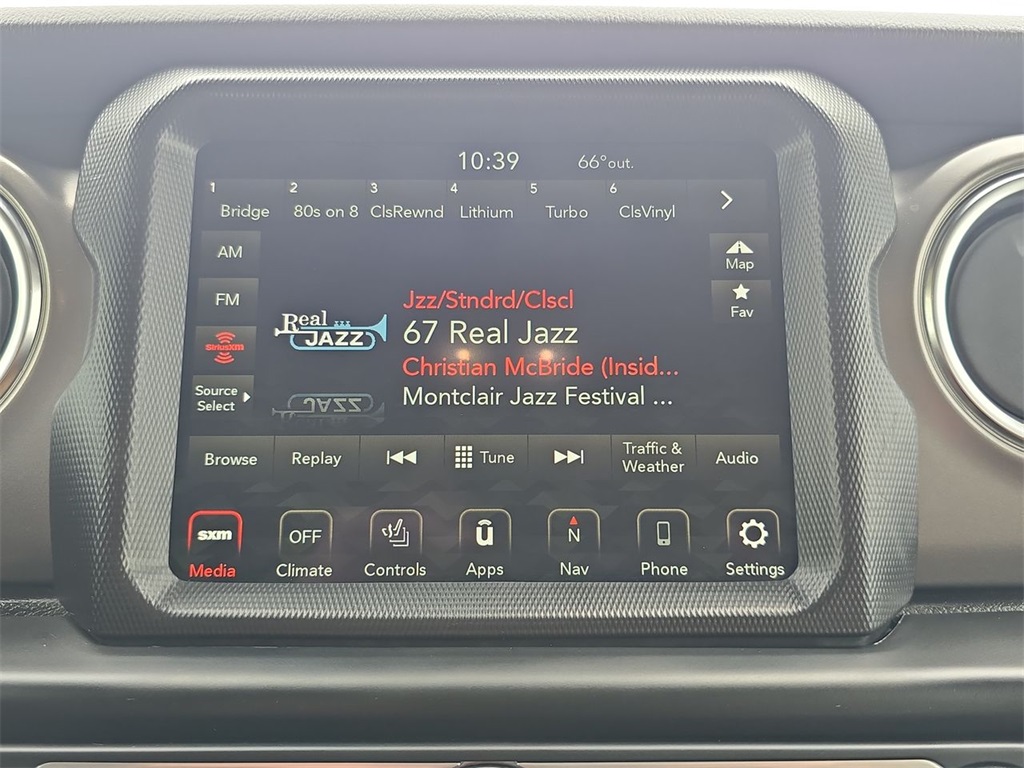 10:39 66°out.
1 2 3 4 5 6
Bridge 80s on 8 ClsRewnd Lithium Turbo ClsVinyl
AM
Map
FM
Fav
Jzz/Stndrd/Clscl
Real
JAZZ
67 Real Jazz
SiriusXM
Christian McBride (Insid...
Source
Select
Montclair Jazz Festival ...
JAZZ
Browse Replay Tune Traffic &
Weather Audio
sxm OFF ū N
Media Climate Controls Apps Nav Phone Settings